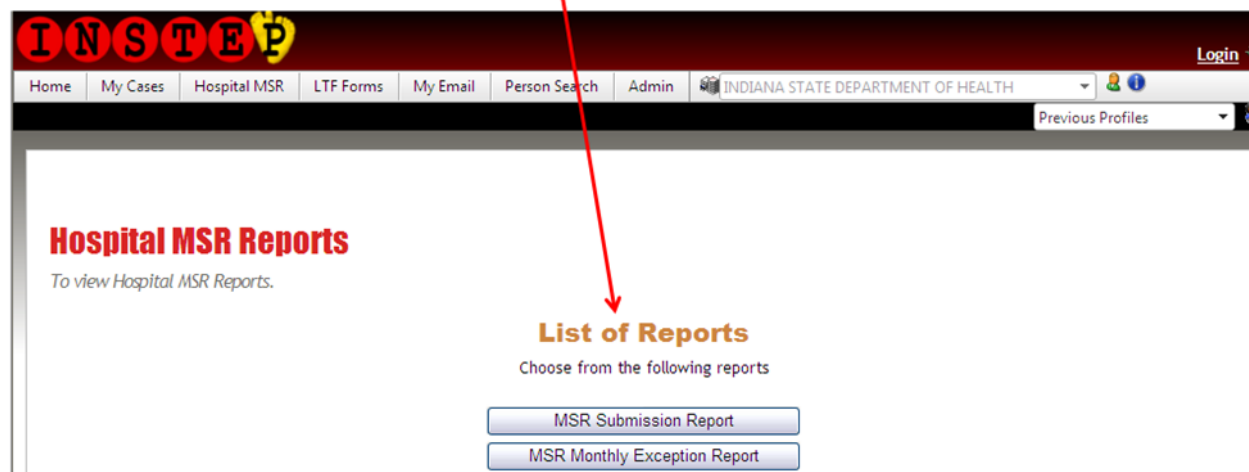 INSTEP
Login
Home My Cases Hospital MSR LTF Forms My Email Person Search Admin INDIANA STATE DEPARTMENT OF HEALTH
Previous Profiles
Hospital MSR Reports
To view Hospital MSR Reports.
List of Reports
Choose from the following reports
MSR Submission Report
MSR Monthly Exception Report